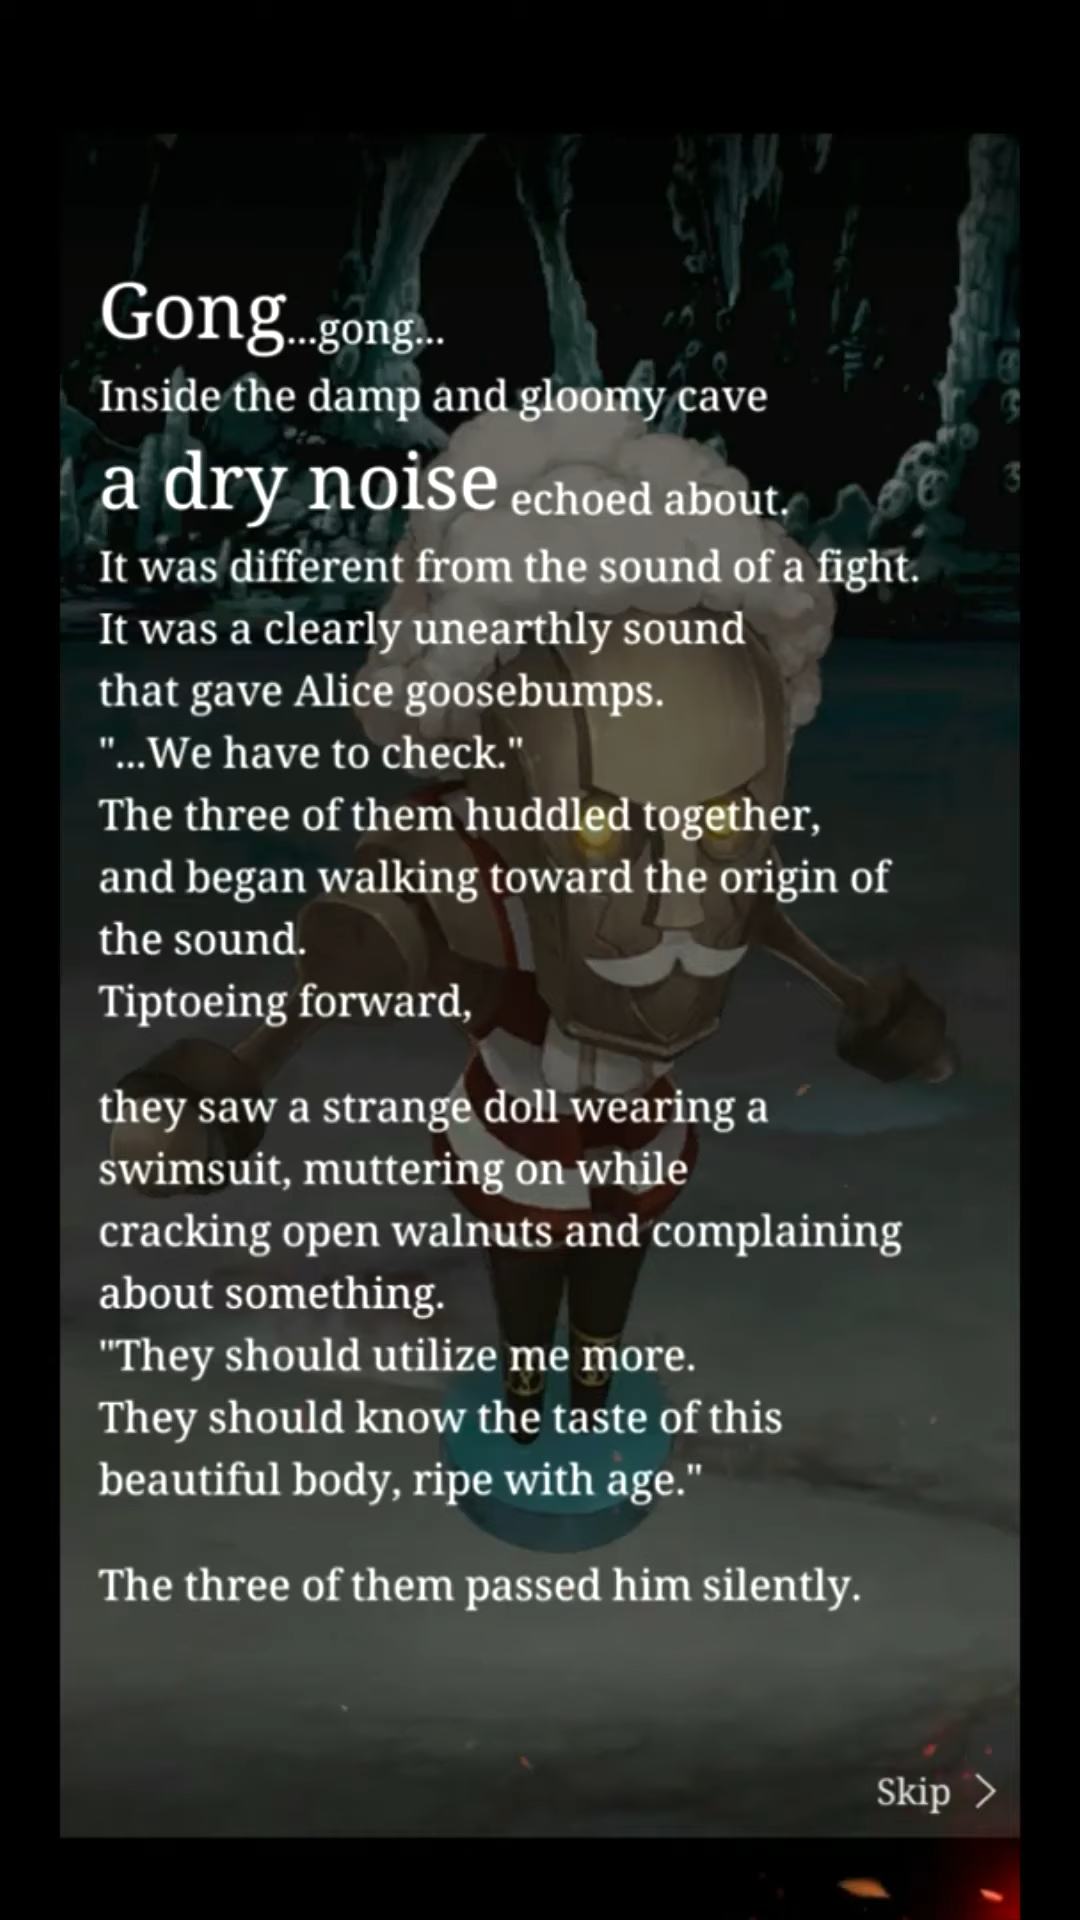 Gong...gong...
Inside the damp and gloomy cave
a dry noise echoed about.
It was different from the sound of a fight.
It was a clearly unearthly sound
that gave Alice goosebumps.
"...We have to check."
The three of them huddled together,
and began walking toward the origin of
the sound.
Tiptoeing forward,
they saw a strange doll wearing a
swimsuit, muttering on while
cracking open walnuts and complaining
about something.
"They should utilize me more.
They should know the taste of this
beautiful body, ripe with age."
The three of them passed him silently.
Skip >